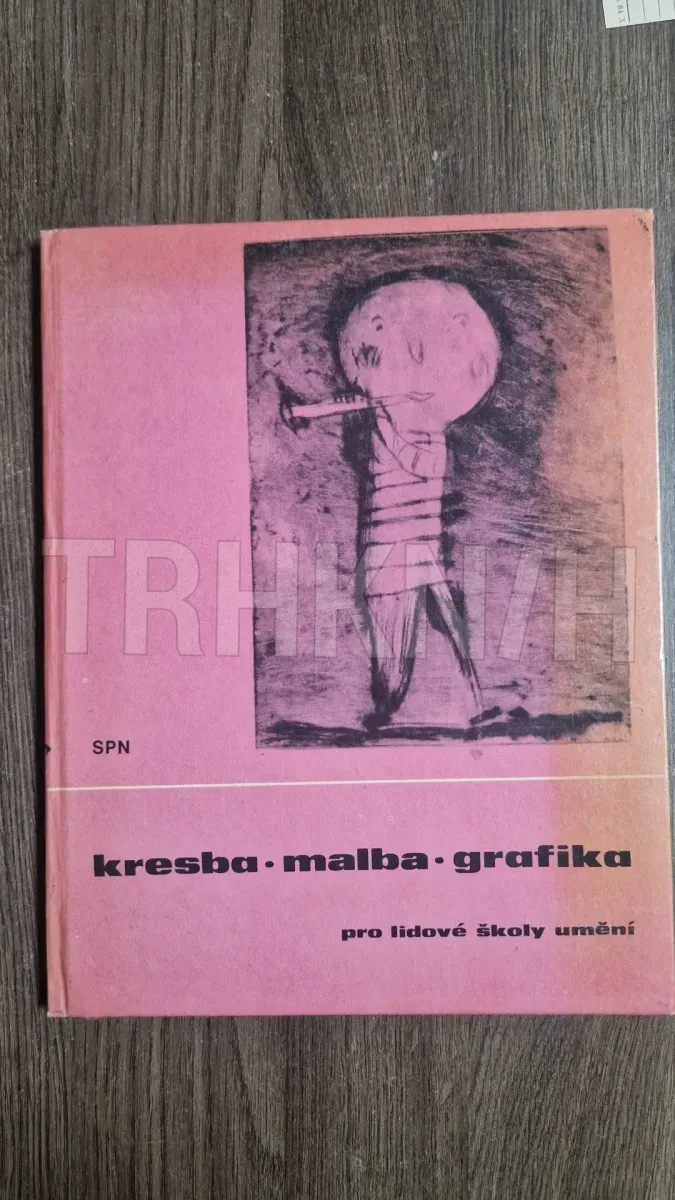 TRHKNIH
SPN
kresba • malba • grafika
pro lidové školy umění